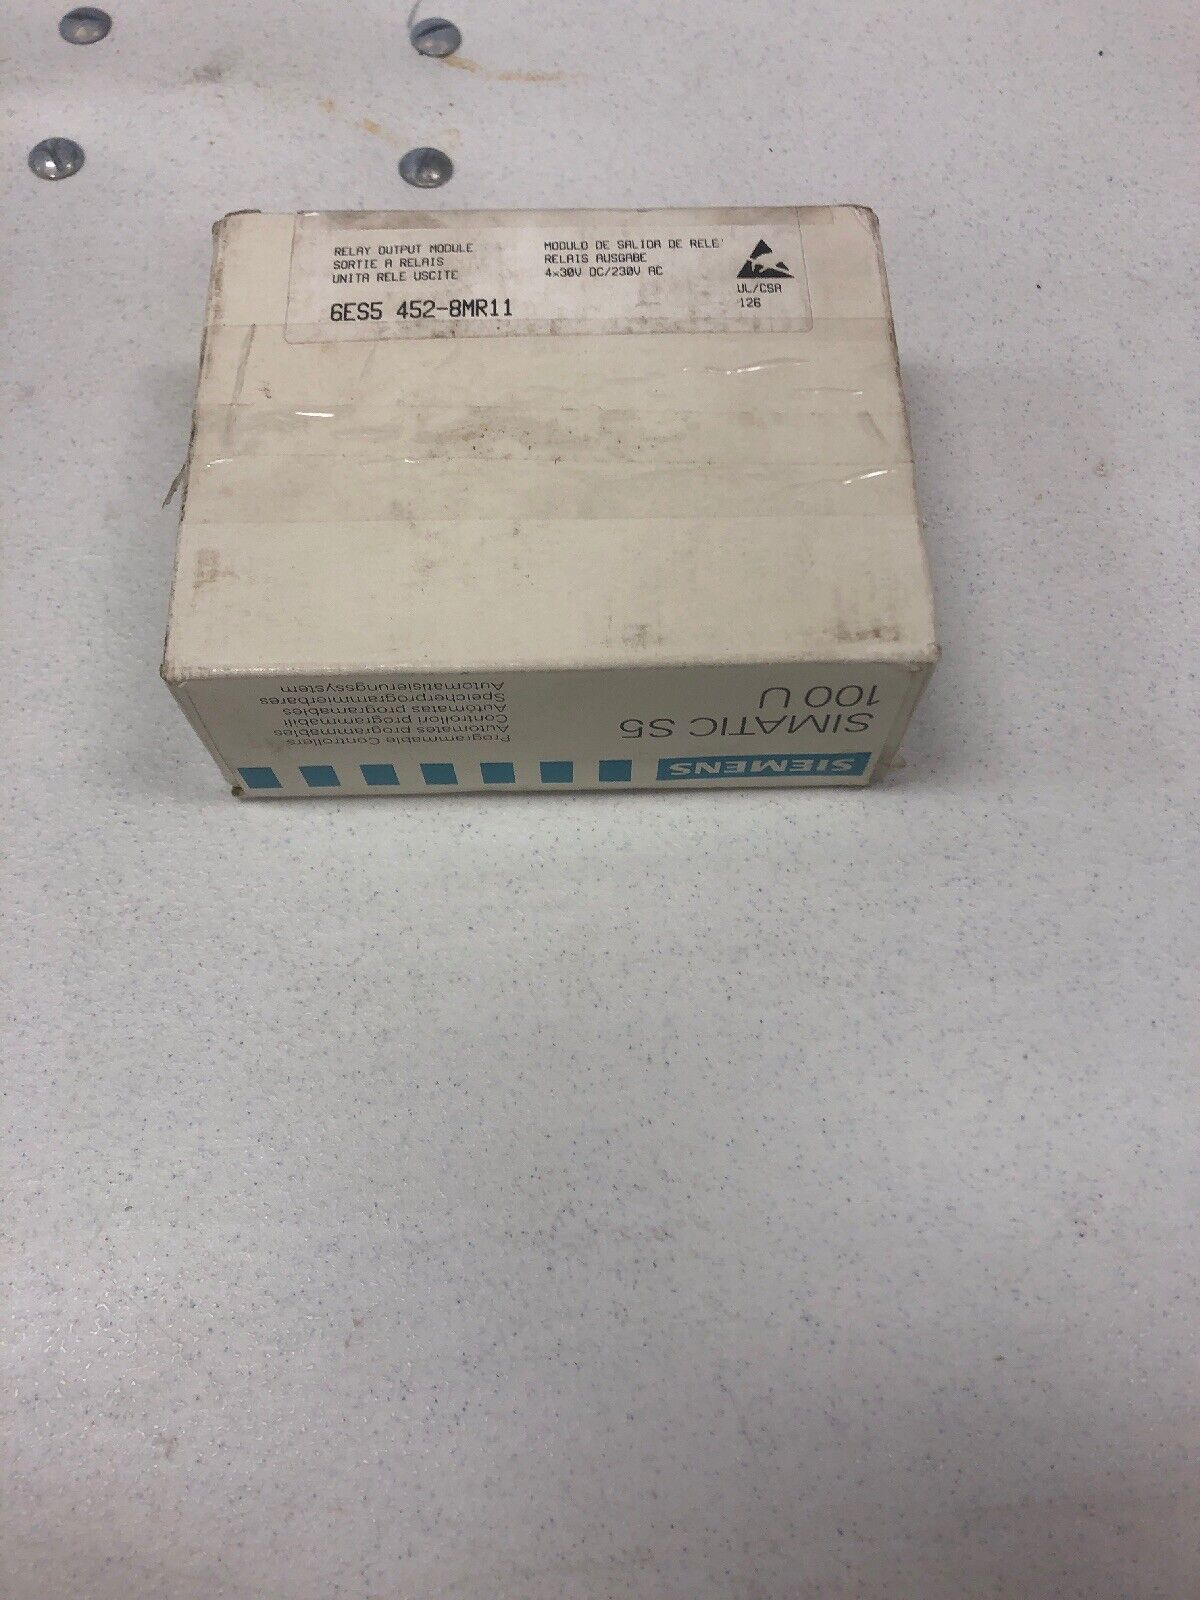 RELAY OUTPUT MODULE
SORTIE A RELAIS
UNITA RELE USCITE
6ES5 452-8MR11
MODULO DE SALIDA DE RELE'
RELAIS AUSGABE
4x30V DC/230V AC
UL/CSA
126
SIEMENS
SIMATIC S5
100 U
Programmable Controllers
Automates programmables
Controllori programmabili
Autómatas programables
Speicherprogrammierbares
Automatisierungssystem